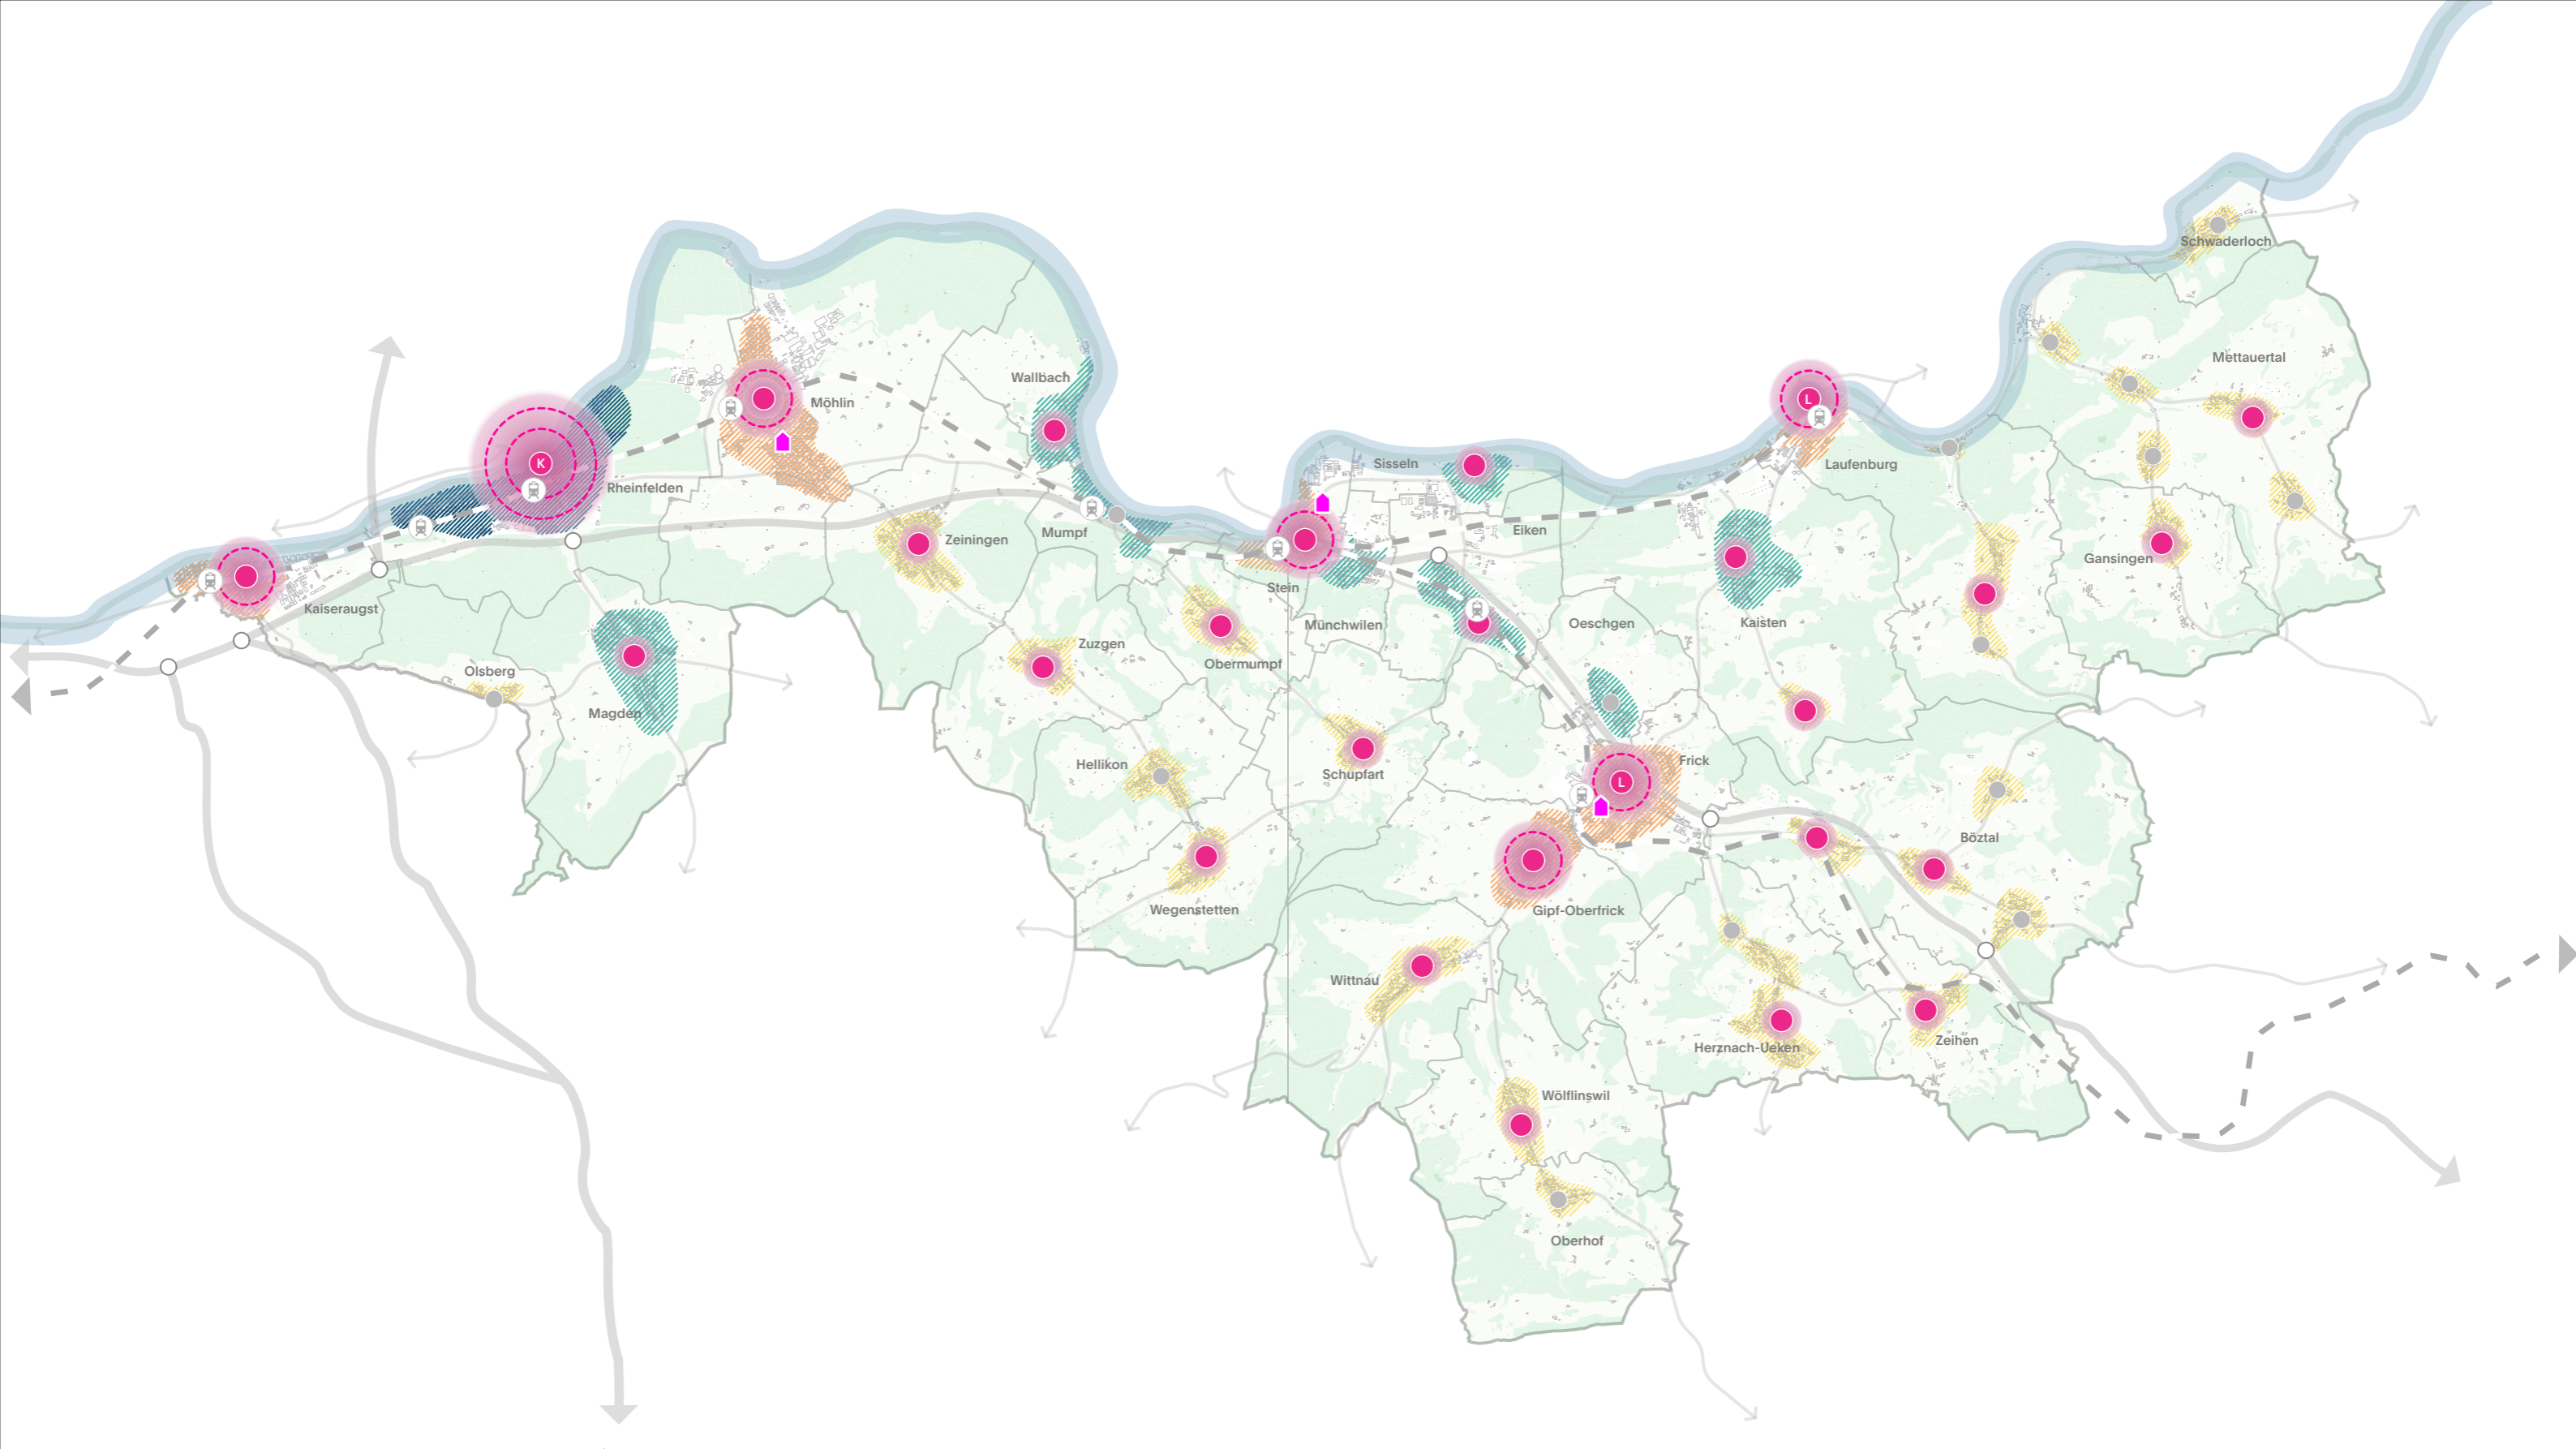 Schwaderloch
Mettauertal
Wallbach
Möhlin
L
K
Sisseln
Laufenburg
Rheinfelden
Eiken
Mumpf
Zeiningen
Gansingen
Stein
Kaiseraugst
Münchwilen
Oeschgen
Kaisten
Zuzgen
Obermumpf
Olsberg
Magden
Hellikon
Schupfart
Frick
L
Böztal
Wegenstetten
Gipf-Oberfrick
Wittnau
Zeihen
Herznach-Ueken
Wölflinswil
Oberhof